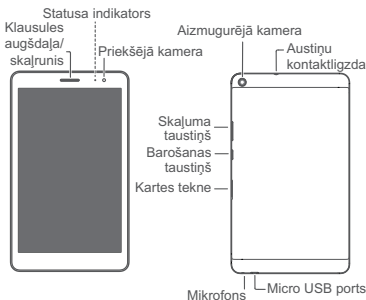 Statusa indikators
Klausules
augšdaļa/
skaļrunis
Priekšējā kamera
Aizmugurējā kamera
Austiņu
kontaktligzda
Skaļuma
taustiņš
Barošanas
taustiņš
Kartes tekne
Mikrofons
Micro USB ports